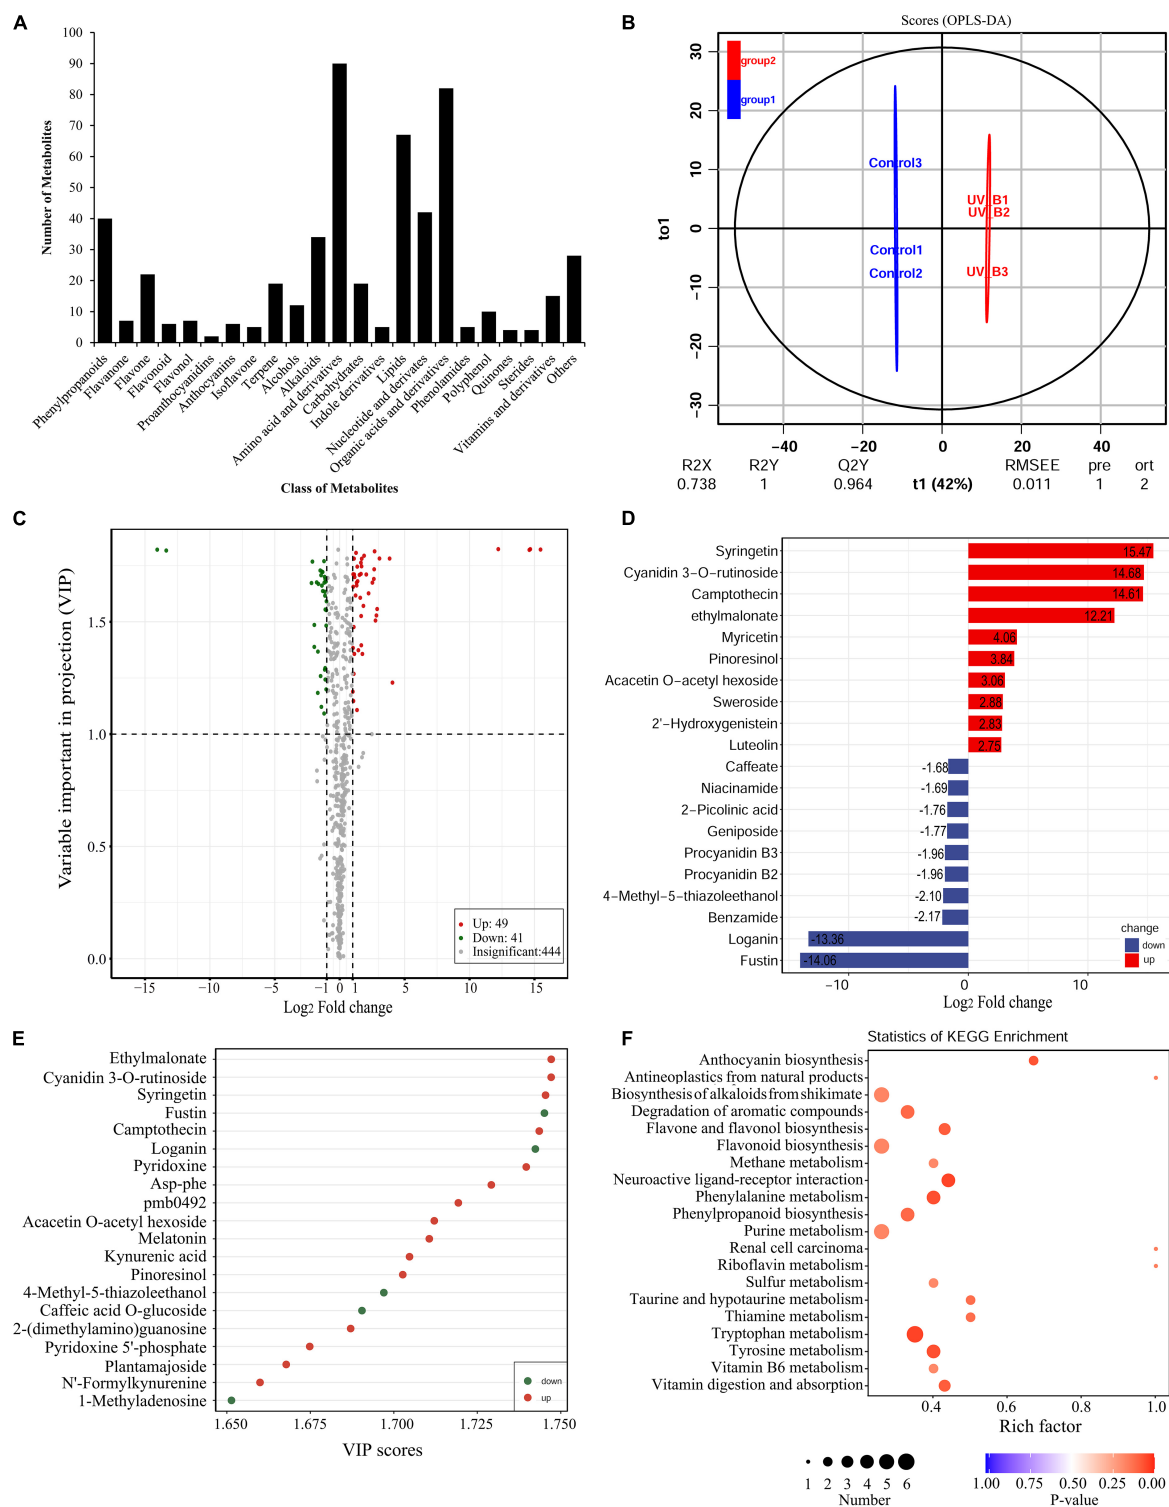 A
Number of Metabolites
100
90
80
70
60
50
40
30
20
10
0
Phenylpropanoids
Flavanone
Flavone
Flavonoid
Flavonol
Proanthocyanidins
Anthocyanins
Isoflavone
Terpene
Alcohols
Alkaloids
Amino acid and derivatives
Carbohydrates
Indole derivatives
Lipids
Nucleotide and derivates
Organic acids and derivatives
Phenolamides
Polyphenol
Quinones
Sterides
Vitamins and derivatives
Others
Class of Metabolites
B
Scores (OPLS-DA)
group2
group1
to1
30
20
10
0
−10
−20
−30
Control3
Control1
Control2
UV_B1
UV_B2
UV_B3
−40 −20 0 20 40
R2X R2Y Q2Y RMSEE pre ort
0.738 1 0.964 t1 (42%) 0.011 1 2
C
Variable important in projection (VIP)
1.5
1.0
0.5
0.0
Up: 49
Down: 41
Insignificant:444
−15 −10 −5 −1 0 1 5 10 15
Log2 Fold change
D
Syringetin 15.47
Cyanidin 3−O−rutinoside 14.68
Camptothecin 14.61
ethylmalonate 12.21
Myricetin 4.06
Pinoresinol 3.84
Acacetin O−acetyl hexoside 3.06
Sweroside 2.88
2'−Hydroxygenistein 2.83
Luteolin 2.75
Caffeate -1.68
Niacinamide -1.69
2−Picolinic acid -1.76
Geniposide -1.77
Procyanidin B3 -1.96
Procyanidin B2 -1.96
4−Methyl−5−thiazoleethanol -2.10
Benzamide -2.17
Loganin -13.36
Fustin -14.06
change
down
up
−10 0 10
Log2 Fold change
E
Ethylmalonate
Cyanidin 3-O-rutinoside
Syringetin
Fustin
Camptothecin
Loganin
Pyridoxine
Asp-phe
pmb0492
Acacetin O-acetyl hexoside
Melatonin
Kynurenic acid
Pinoresinol
4-Methyl-5-thiazoleethanol
Caffeic acid O-glucoside
2-(dimethylamino)guanosine
Pyridoxine 5'-phosphate
Plantamajoside
N'-Formylkynurenine
1-Methyladenosine
down
up
1.650 1.675 1.700 1.725 1.750
VIP scores
F
Statistics of KEGG Enrichment
Anthocyanin biosynthesis
Antineoplastics from natural products
Biosynthesis of alkaloids from shikimate
Degradation of aromatic compounds
Flavone and flavonol biosynthesis
Flavonoid biosynthesis
Methane metabolism
Neuroactive ligand-receptor interaction
Phenylalanine metabolism
Phenylpropanoid biosynthesis
Purine metabolism
Renal cell carcinoma
Riboflavin metabolism
Sulfur metabolism
Taurine and hypotaurine metabolism
Thiamine metabolism
Tryptophan metabolism
Tyrosine metabolism
Vitamin B6 metabolism
Vitamin digestion and absorption
0.4 0.6 0.8 1.0
Rich factor
1 2 3 4 5 6
Number
1.00 0.75 0.50 0.25 0.00
P-value